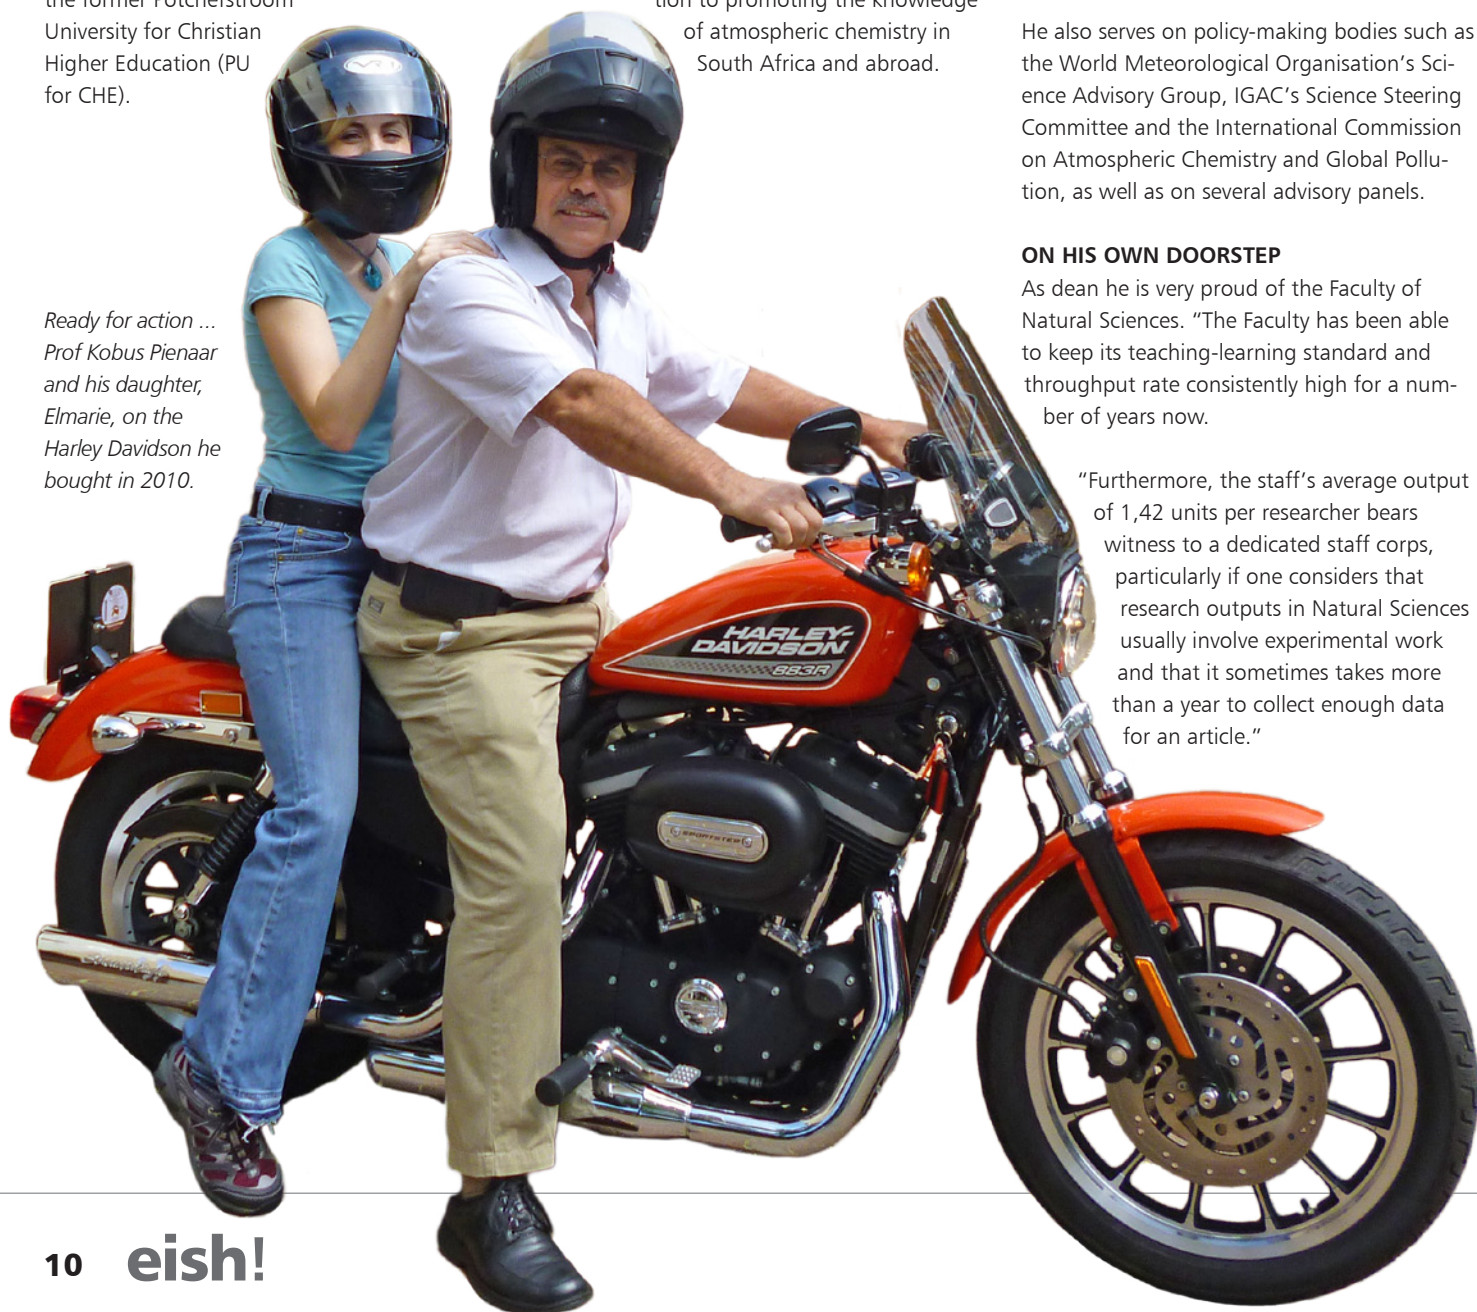 the former Potchefstroom
University for Christian
Higher Education (PU
for CHE).
tion to promoting the knowledge
of atmospheric chemistry in
South Africa and abroad.
He also serves on policy-making bodies such as
the World Meteorological Organisation’s Sci-
ence Advisory Group, IGAC’s Science Steering
Committee and the International Commission
on Atmospheric Chemistry and Global Pollu-
tion, as well as on several advisory panels.
ON HIS OWN DOORSTEP
As dean he is very proud of the Faculty of
Natural Sciences. “The Faculty has been able
to keep its teaching-learning standard and
throughput rate consistently high for a num-
ber of years now.
“Furthermore, the staff’s average output
of 1,42 units per researcher bears
witness to a dedicated staff corps,
particularly if one considers that
research outputs in Natural Sciences
usually involve experimental work
and that it sometimes takes more
than a year to collect enough data
for an article.”
Ready for action ...
Prof Kobus Pienaar
and his daughter,
Elmarie, on the
Harley Davidson he
bought in 2010.
HARLEY-
DAVIDSON
883R
SPORTSTER
10 eish!